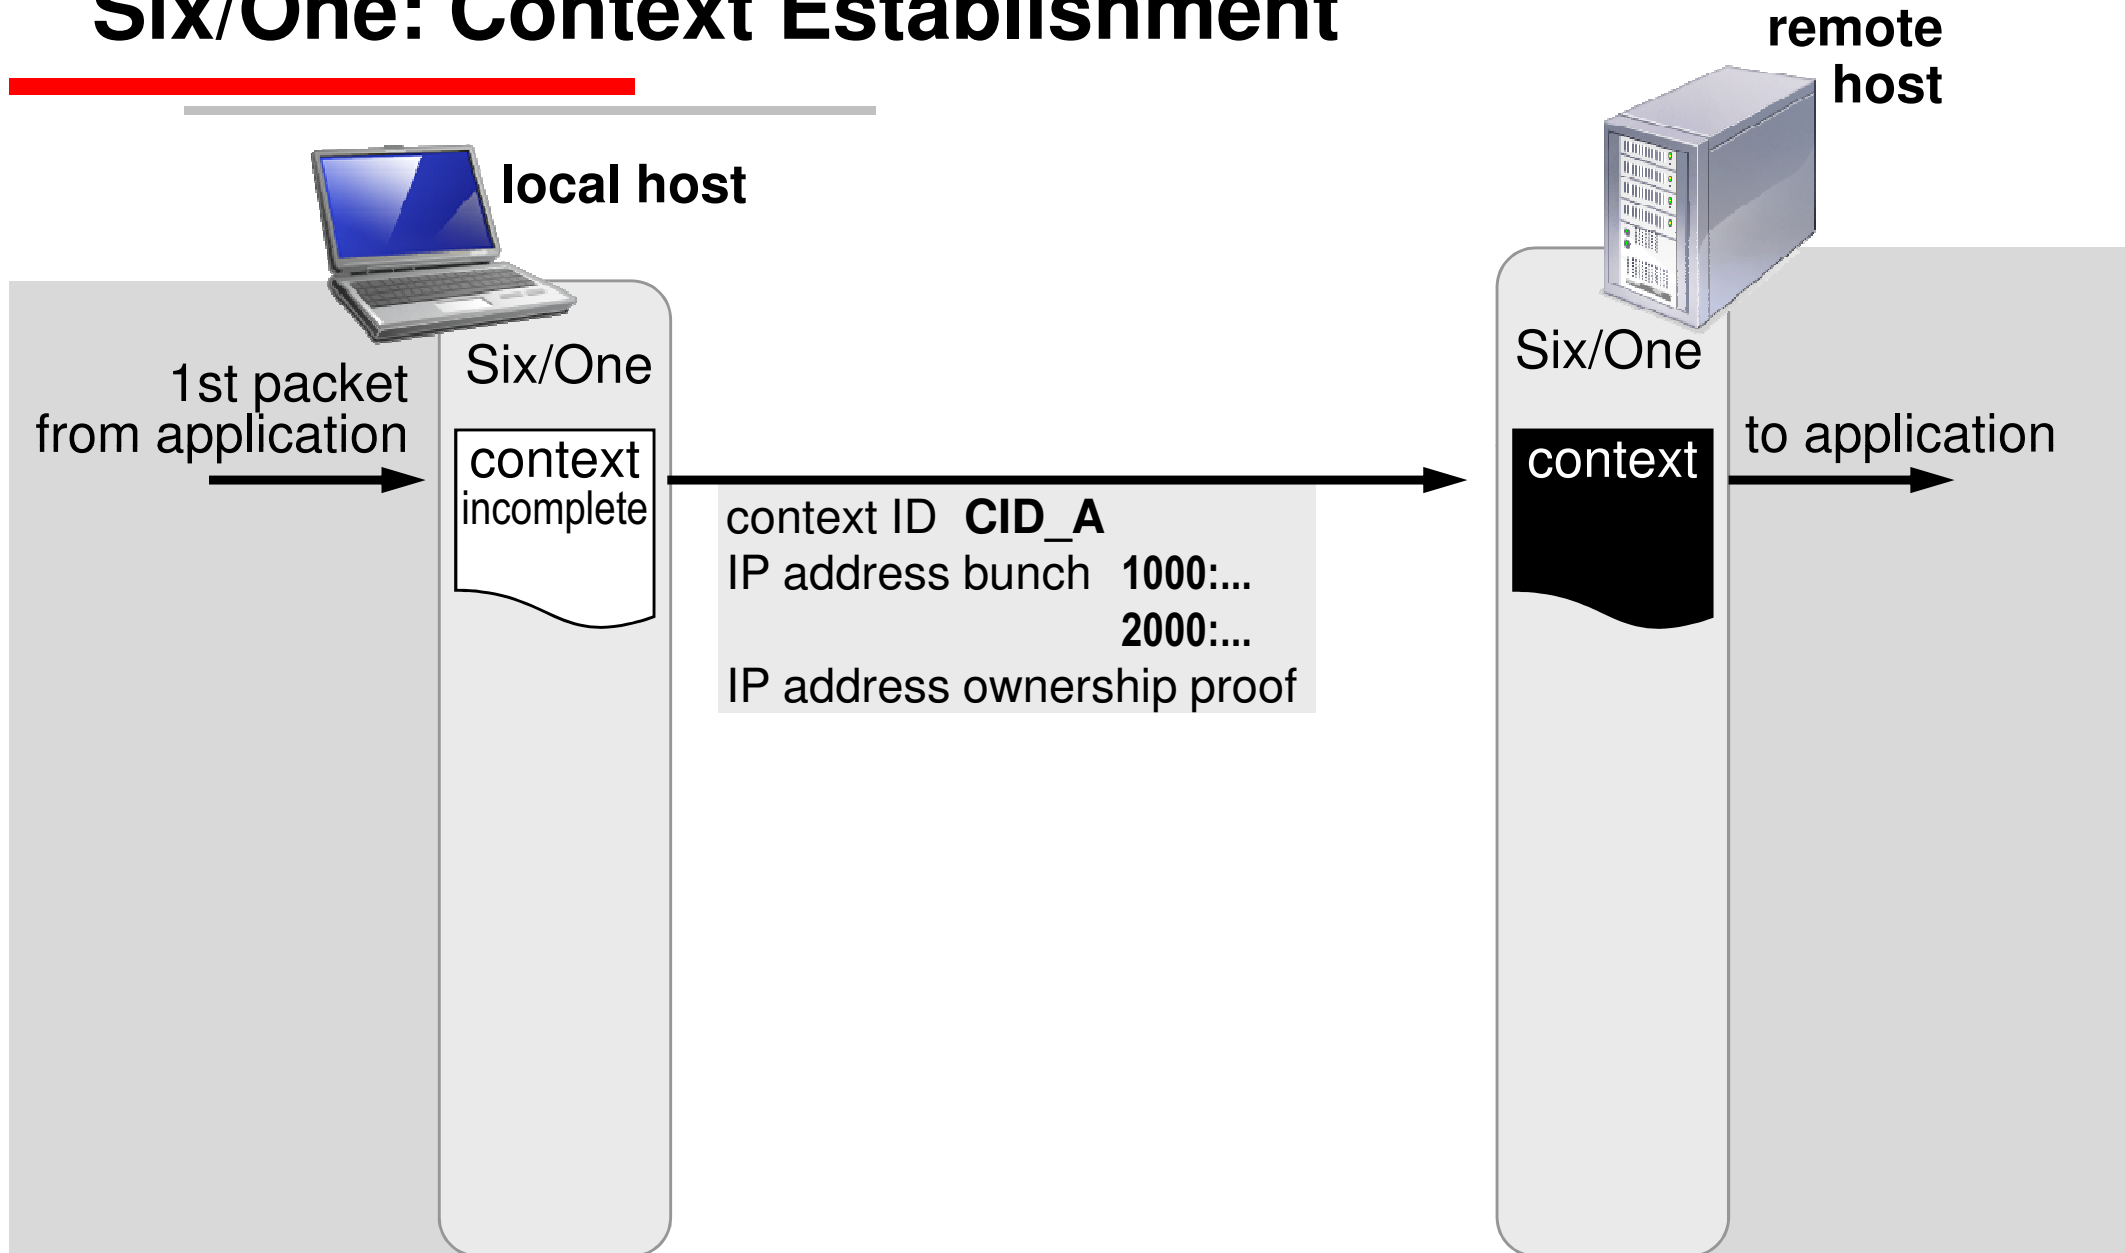 Six/One: Context Establishment
remote
host
local host
Six/One
Six/One
1st packet
from application
context
incomplete
context
to application
context ID CID_A
IP address bunch 1000:...
2000:...
IP address ownership proof